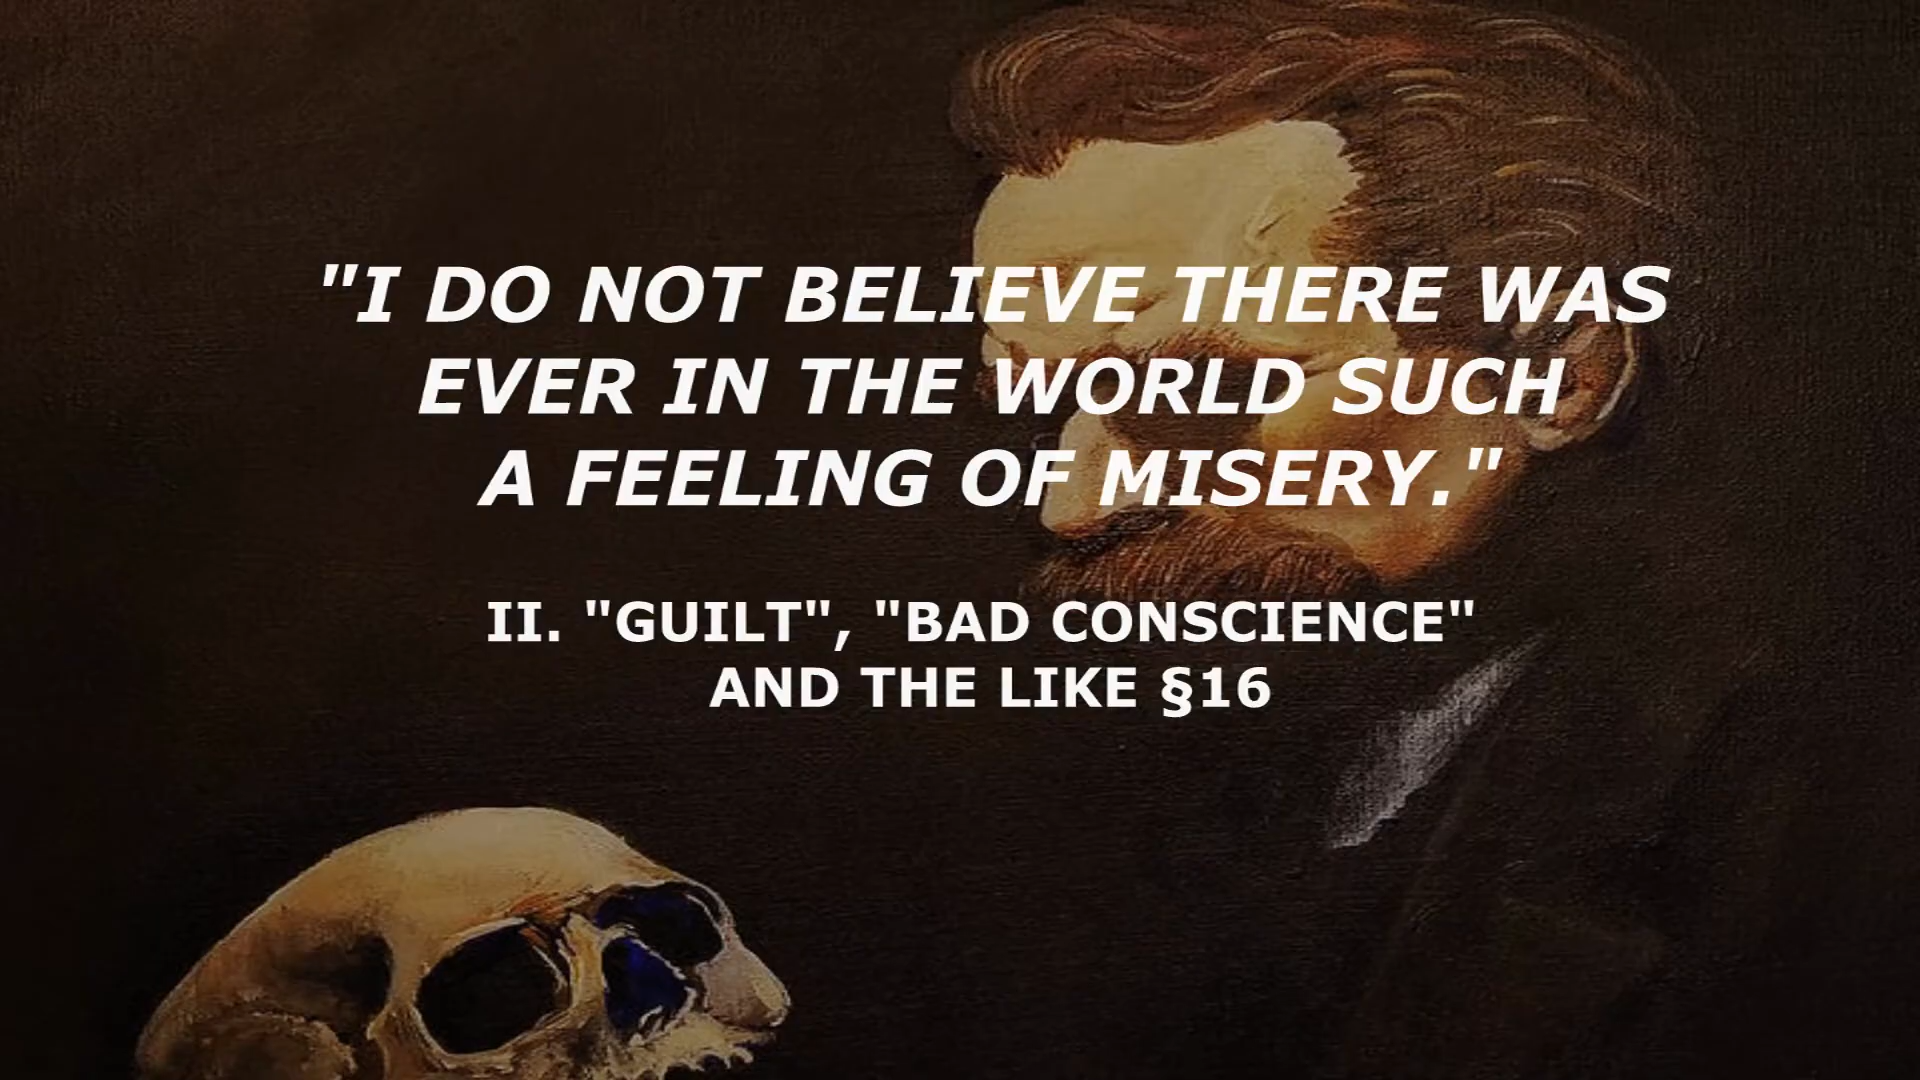 "I DO NOT BELIEVE THERE WAS
EVER IN THE WORLD SUCH
A FEELING OF MISERY."
II. "GUILT", "BAD CONSCIENCE"
AND THE LIKE §16